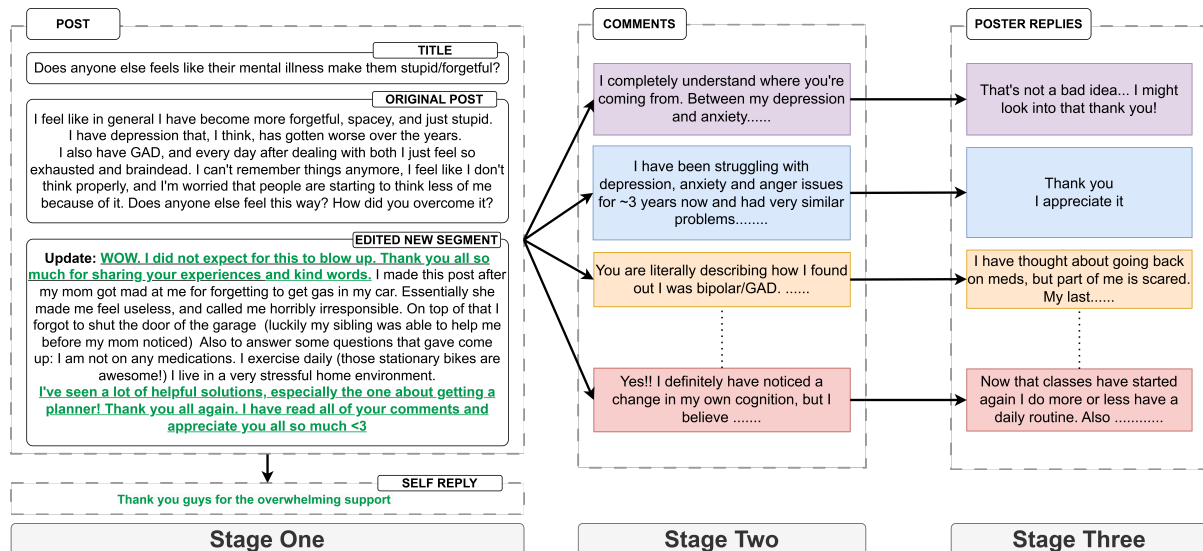 POST
TITLE
Does anyone else feels like their mental illness make them stupid/forgetful?
ORIGINAL POST
I feel like in general I have become more forgetful, spacey, and just stupid.
I have depression that, I think, has gotten worse over the years.
I also have GAD, and every day after dealing with both I just feel so
exhausted and braindead. I can't remember things anymore, I feel like I don't
think properly, and I'm worried that people are starting to think less of me
because of it. Does anyone else feel this way? How did you overcome it?
EDITED NEW SEGMENT
Update: WOW. I did not expect for this to blow up. Thank you all so
much for sharing your experiences and kind words. I made this post after
my mom got mad at me for forgetting to get gas in my car. Essentially she
made me feel useless, and called me horribly irresponsible. On top of that I
forgot to shut the door of the garage (luckily my sibling was able to help me
before my mom noticed) Also to answer some questions that gave come
up: I am not on any medications. I exercise daily (those stationary bikes are
awesome!) I live in a very stressful home environment.
I've seen a lot of helpful solutions, especially the one about getting a
planner! Thank you all again. I have read all of your comments and
appreciate you all so much <3
SELF REPLY
Thank you guys for the overwhelming support
Stage One
COMMENTS
I completely understand where you're
coming from. Between my depression
and anxiety......
I have been struggling with
depression, anxiety and anger issues
for ~3 years now and had very similar
problems........
You are literally describing how I found
out I was bipolar/GAD. ......
Yes!! I definitely have noticed a
change in my own cognition, but I
believe .......
Stage Two
POSTER REPLIES
That's not a bad idea... I might
look into that thank you!
Thank you
I appreciate it
I have thought about going back
on meds, but part of me is scared.
My last......
Now that classes have started
again I do more or less have a
daily routine. Also ............
Stage Three